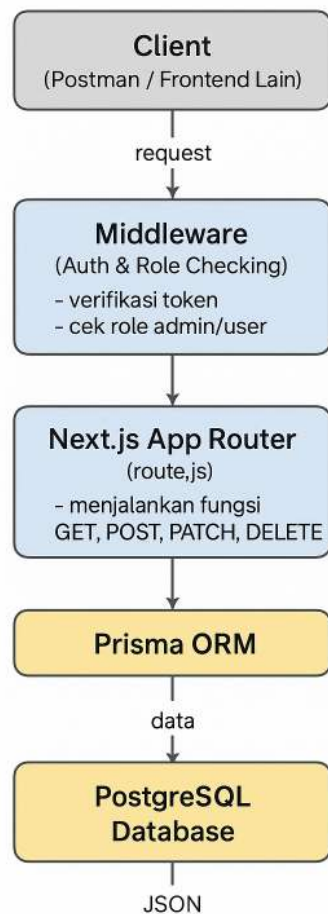 Client
(Postman / Frontend Lain)
request
Middleware
(Auth & Role Checking)
- verifikasi token
- cek role admin/user
Next.js App Router
(route,js)
- menjalankan fungsi
GET, POST, PATCH, DELETE
Prisma ORM
data
PostgreSQL
Database
JSON